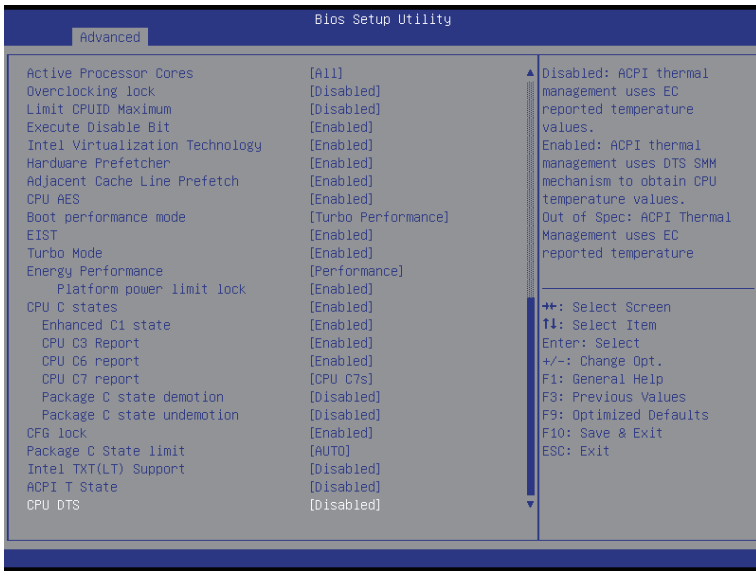 Bios Setup Utility
Advanced
Active Processor Cores [All]
Overclocking lock [Disabled]
Limit CPUID Maximum [Disabled]
Execute Disable Bit [Enabled]
Intel Virtualization Technology [Enabled]
Hardware Prefetcher [Enabled]
Adjacent Cache Line Prefetch [Enabled]
CPU AES [Enabled]
Boot performance mode [Turbo Performance]
EIST [Enabled]
Turbo Mode [Enabled]
Energy Performance [Performance]
Platform power limit lock [Enabled]
CPU C states [Enabled]
Enhanced C1 state [Enabled]
CPU C3 Report [Enabled]
CPU C6 report [Enabled]
CPU C7 report [CPU C7s]
Package C state demotion [Disabled]
Package C state undemotion [Disabled]
CFG lock [Enabled]
Package C State limit [AUTO]
Intel TXT(LT) Support [Disabled]
ACPI T State [Disabled]
CPU DTS [Disabled]
Disabled: ACPI thermal
management uses EC
reported temperature
values.
Enabled: ACPI thermal
management uses DTS SMM
mechanism to obtain CPU
temperature values.
Out of Spec: ACPI Thermal
Management uses EC
reported temperature
→←: Select Screen
↑↓: Select Item
Enter: Select
+/-: Change Opt.
F1: General Help
F3: Previous Values
F9: Optimized Defaults
F10: Save & Exit
ESC: Exit